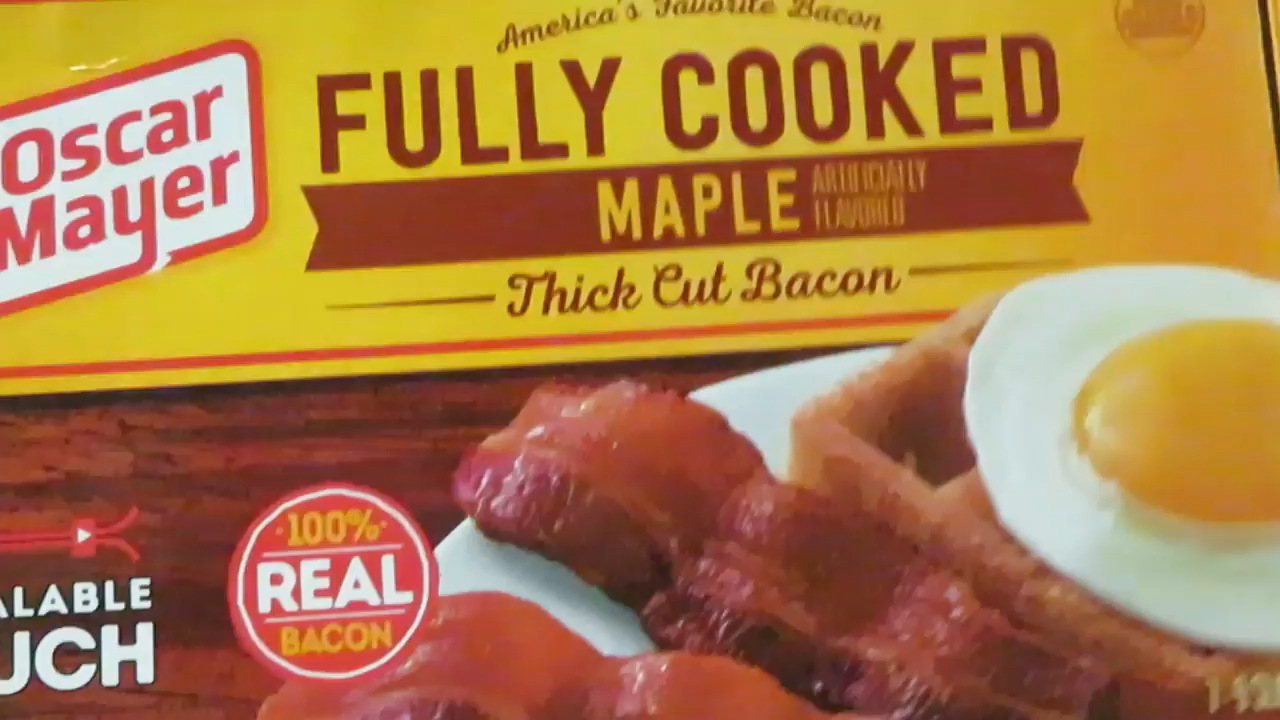 America's Favorite Bacon
FULLY COOKED
Oscar
Mayer
MAPLE ARTIFICIALLY
FLAVORED
Thick Cut Bacon
100%
REAL
BACON
ALABLE
UCH